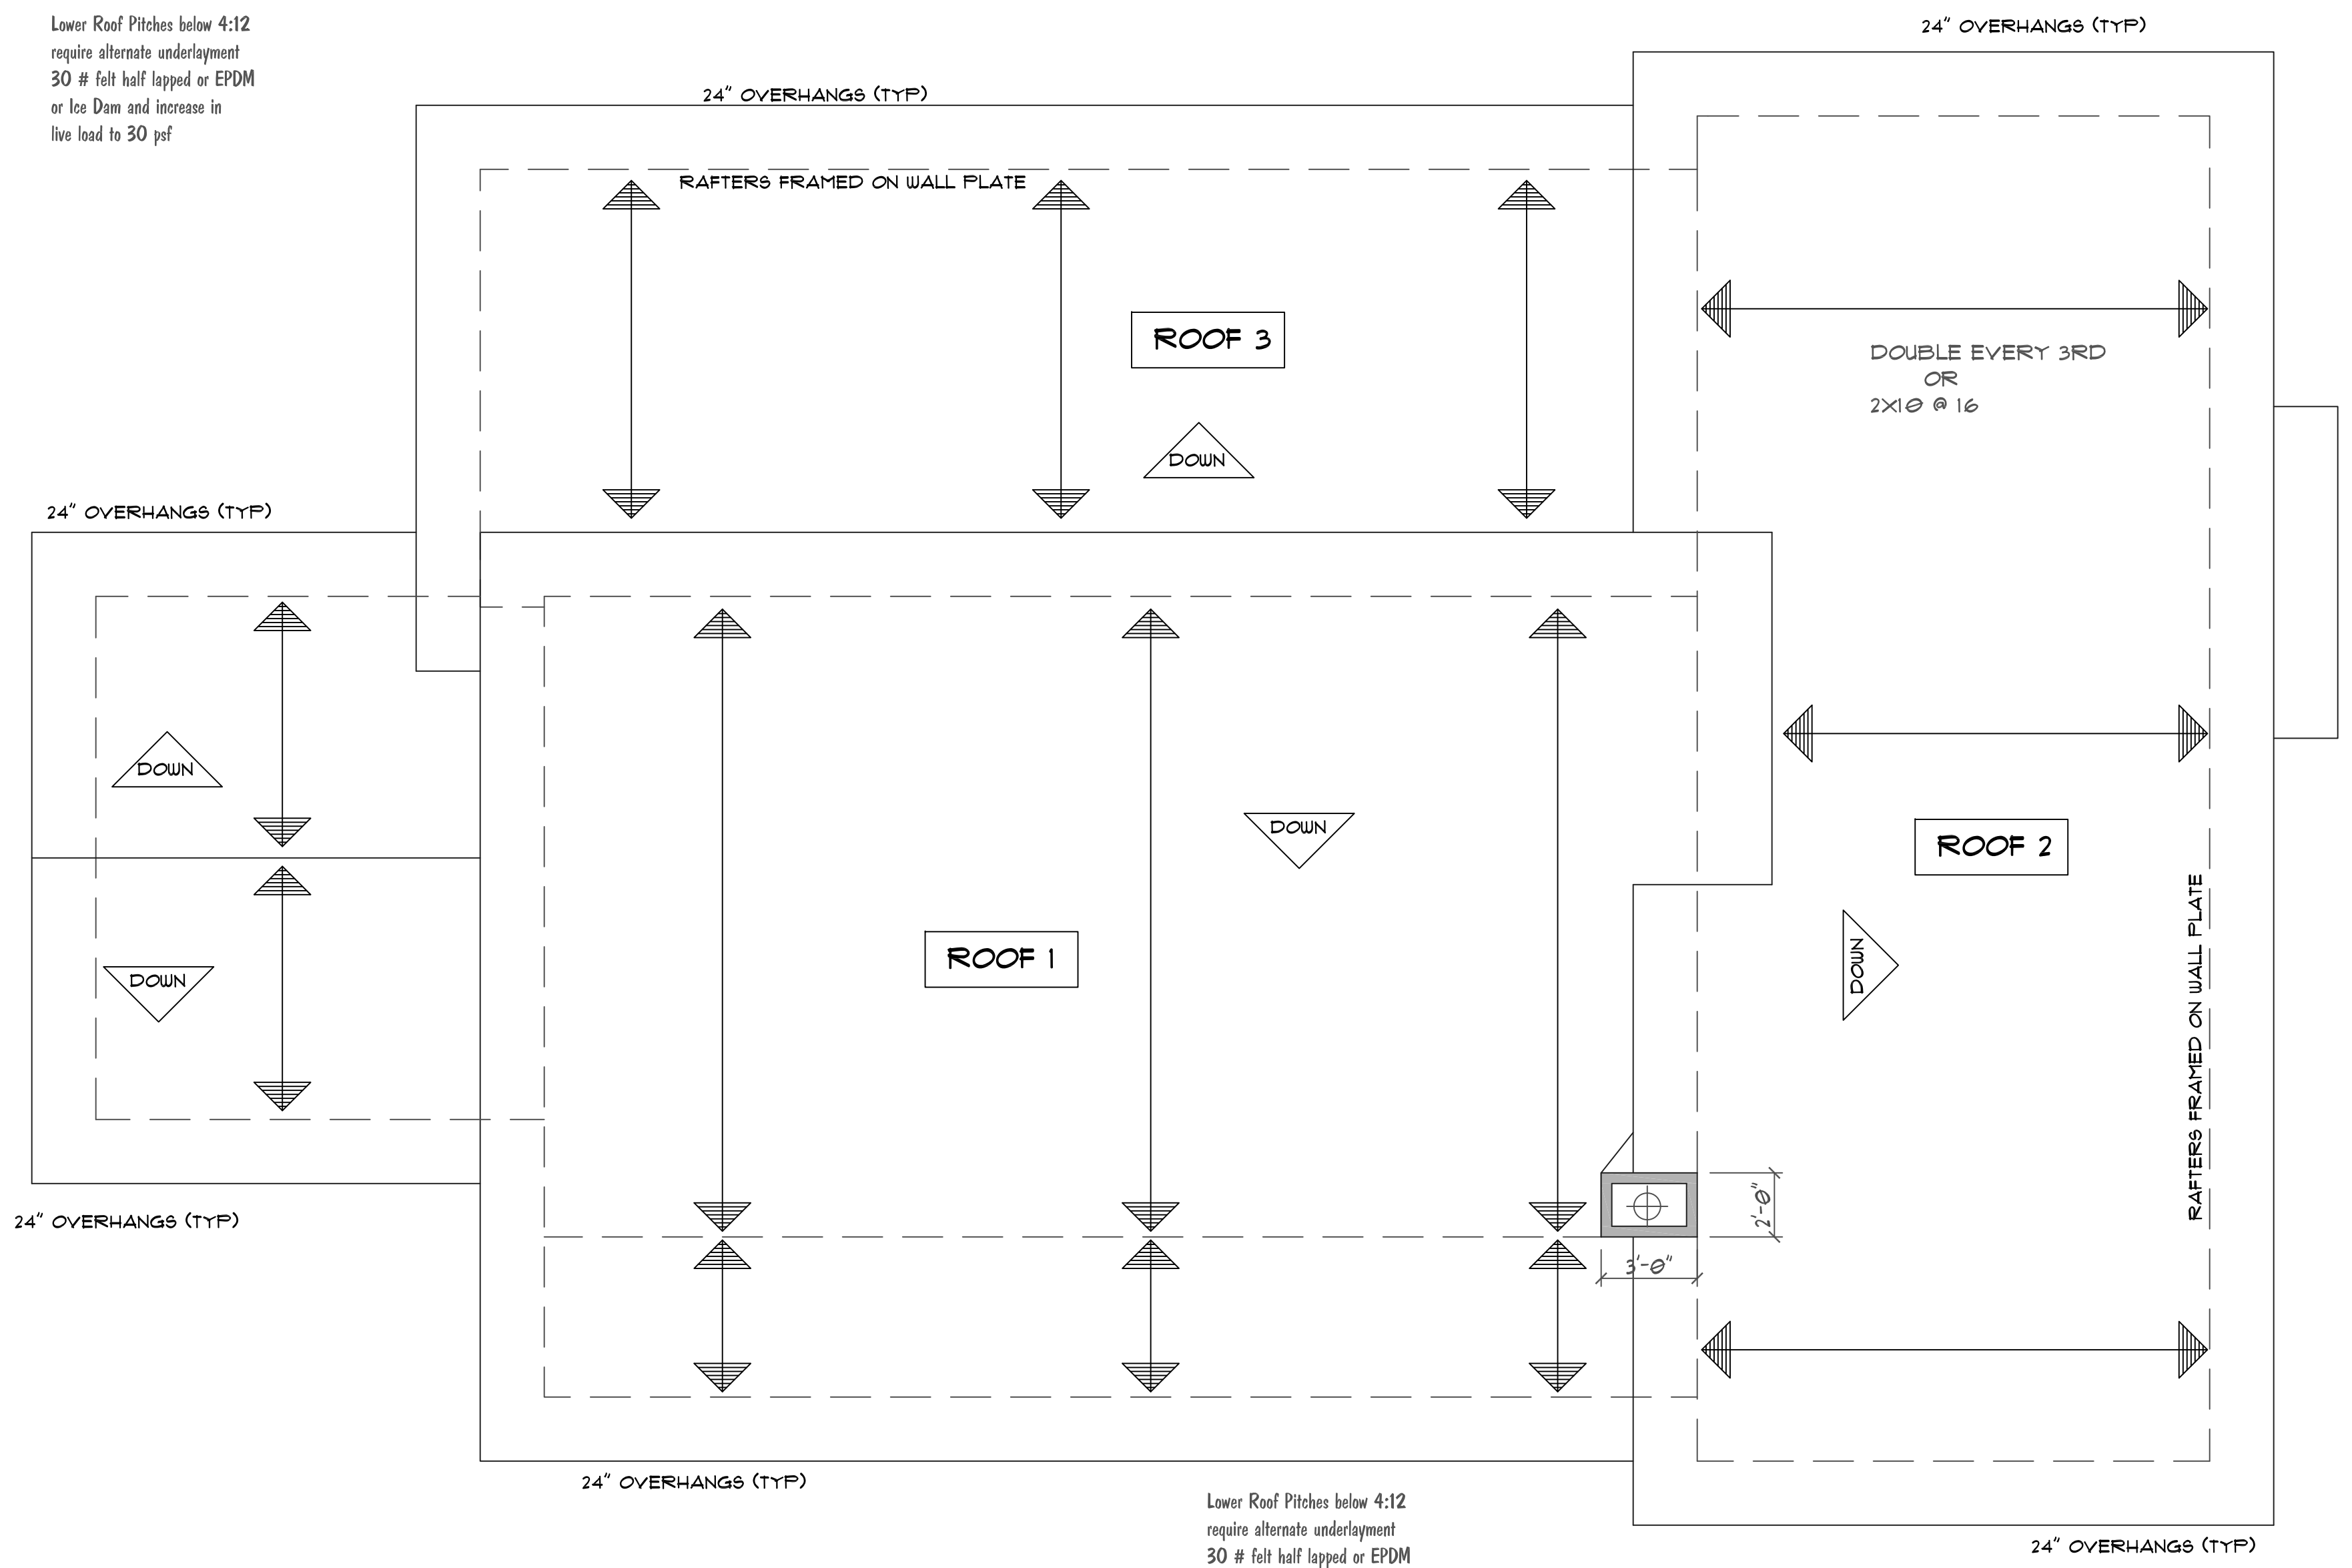 Lower Roof Pitches below 4:12
require alternate underlayment
30 # felt half lapped or EPDM
or Ice Dam and increase in
live load to 30 psf
24" OVERHANGS (TYP)
24" OVERHANGS (TYP)
RAFTERS FRAMED ON WALL PLATE
ROOF 3
DOUBLE EVERY 3RD
OR
2X10 @ 16
DOWN
24" OVERHANGS (TYP)
DOWN
DOWN
ROOF 2
RAFTERS FRAMED ON WALL PLATE
ROOF 1
DOWN
DOWN
2'-0"
24" OVERHANGS (TYP)
3'-0"
24" OVERHANGS (TYP)
Lower Roof Pitches below 4:12
require alternate underlayment
30 # felt half lapped or EPDM
24" OVERHANGS (TYP)